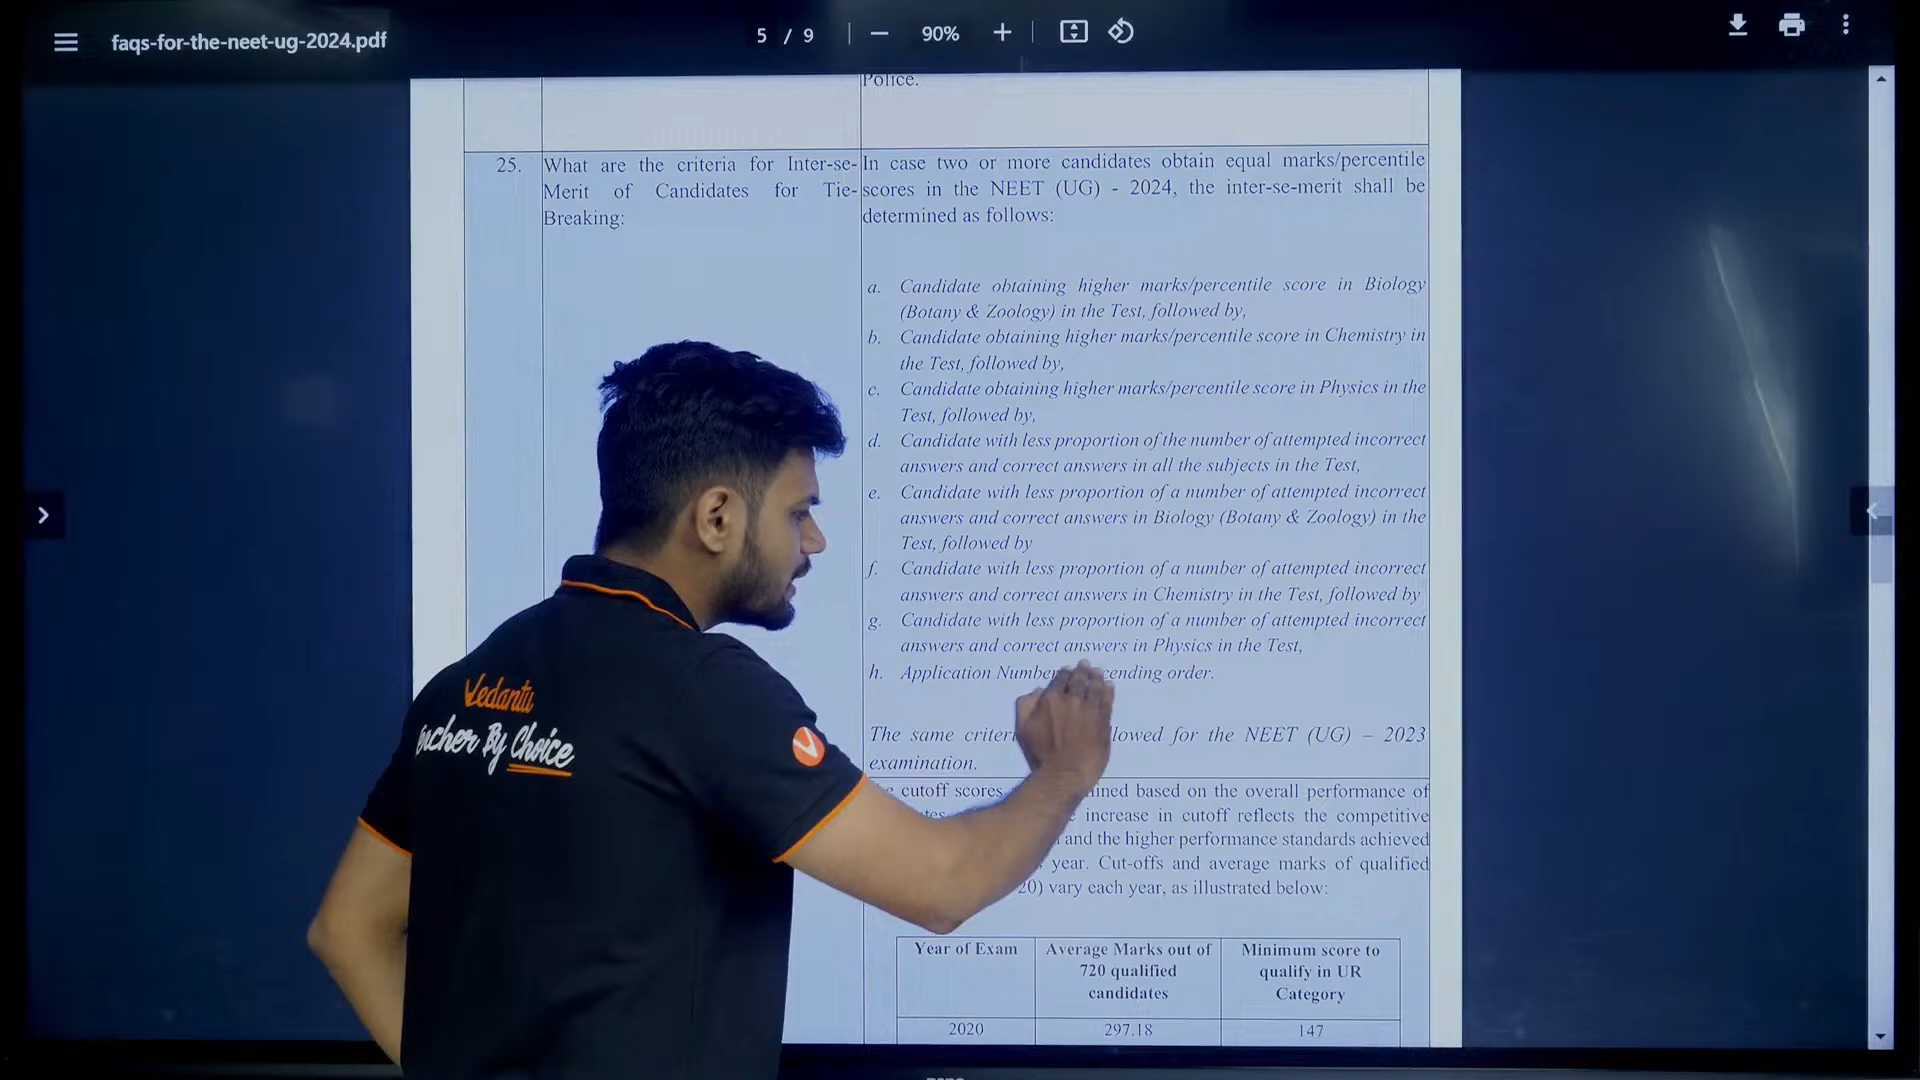 faqs-for-the-neet-ug-2024.pdf
5 / 9
90%
Police.
25.
What are the criteria for Inter-se-
Merit of Candidates for Tie-
Breaking:
In case two or more candidates obtain equal marks/percentile
scores in the NEET (UG) - 2024, the inter-se-merit shall be
determined as follows:
a. Candidate obtaining higher marks/percentile score in Biology
(Botany & Zoology) in the Test, followed by,
b. Candidate obtaining higher marks/percentile score in Chemistry in
the Test, followed by,
c. Candidate obtaining higher marks/percentile score in Physics in the
Test, followed by,
d. Candidate with less proportion of the number of attempted incorrect
answers and correct answers in all the subjects in the Test,
e. Candidate with less proportion of a number of attempted incorrect
answers and correct answers in Biology (Botany & Zoology) in the
Test, followed by
f. Candidate with less proportion of a number of attempted incorrect
answers and correct answers in Chemistry in the Test, followed by
g. Candidate with less proportion of a number of attempted incorrect
answers and correct answers in Physics in the Test,
h. Application Number order.
The same for the NEET (UG) – 2023
examination.
cutoff scores based on the overall performance of
increase in cutoff reflects the competitive
and the higher performance standards achieved
year. Cut-offs and average marks of qualified
vary each year, as illustrated below:
Year of Exam
Average Marks out of
720 qualified
candidates
Minimum score to
qualify in UR
Category
2020
297.18
147
Vedantu
By Choice